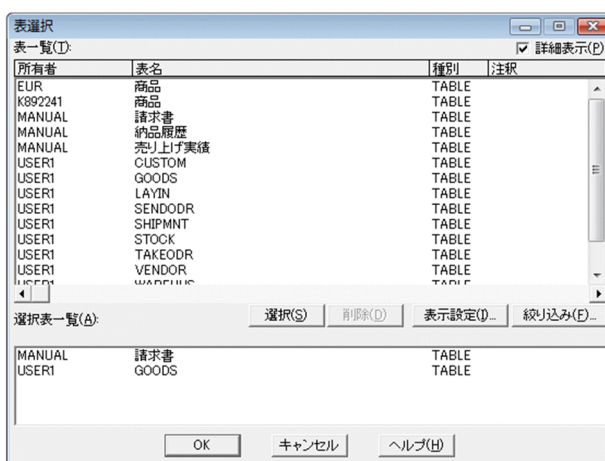 表選択
表一覧(T):
詳細表示(P)
所有者 表名 種別 注釈
EUR 商品 TABLE
K892241 商品 TABLE
MANUAL 請求書 TABLE
MANUAL 納品履歴 TABLE
MANUAL 売り上げ実績 TABLE
USER1 CUSTOM TABLE
USER1 GOODS TABLE
USER1 LAYIN TABLE
USER1 SENDODR TABLE
USER1 SHIPMNT TABLE
USER1 STOCK TABLE
USER1 TAKEODR TABLE
USER1 VENDOR TABLE
USER1 WAREHUS TABLE
選択表一覧(A): 選択(S) 削除(D) 表示設定(I)... 絞り込み(F)...
MANUAL 請求書 TABLE
USER1 GOODS TABLE
OK キャンセル ヘルプ(H)